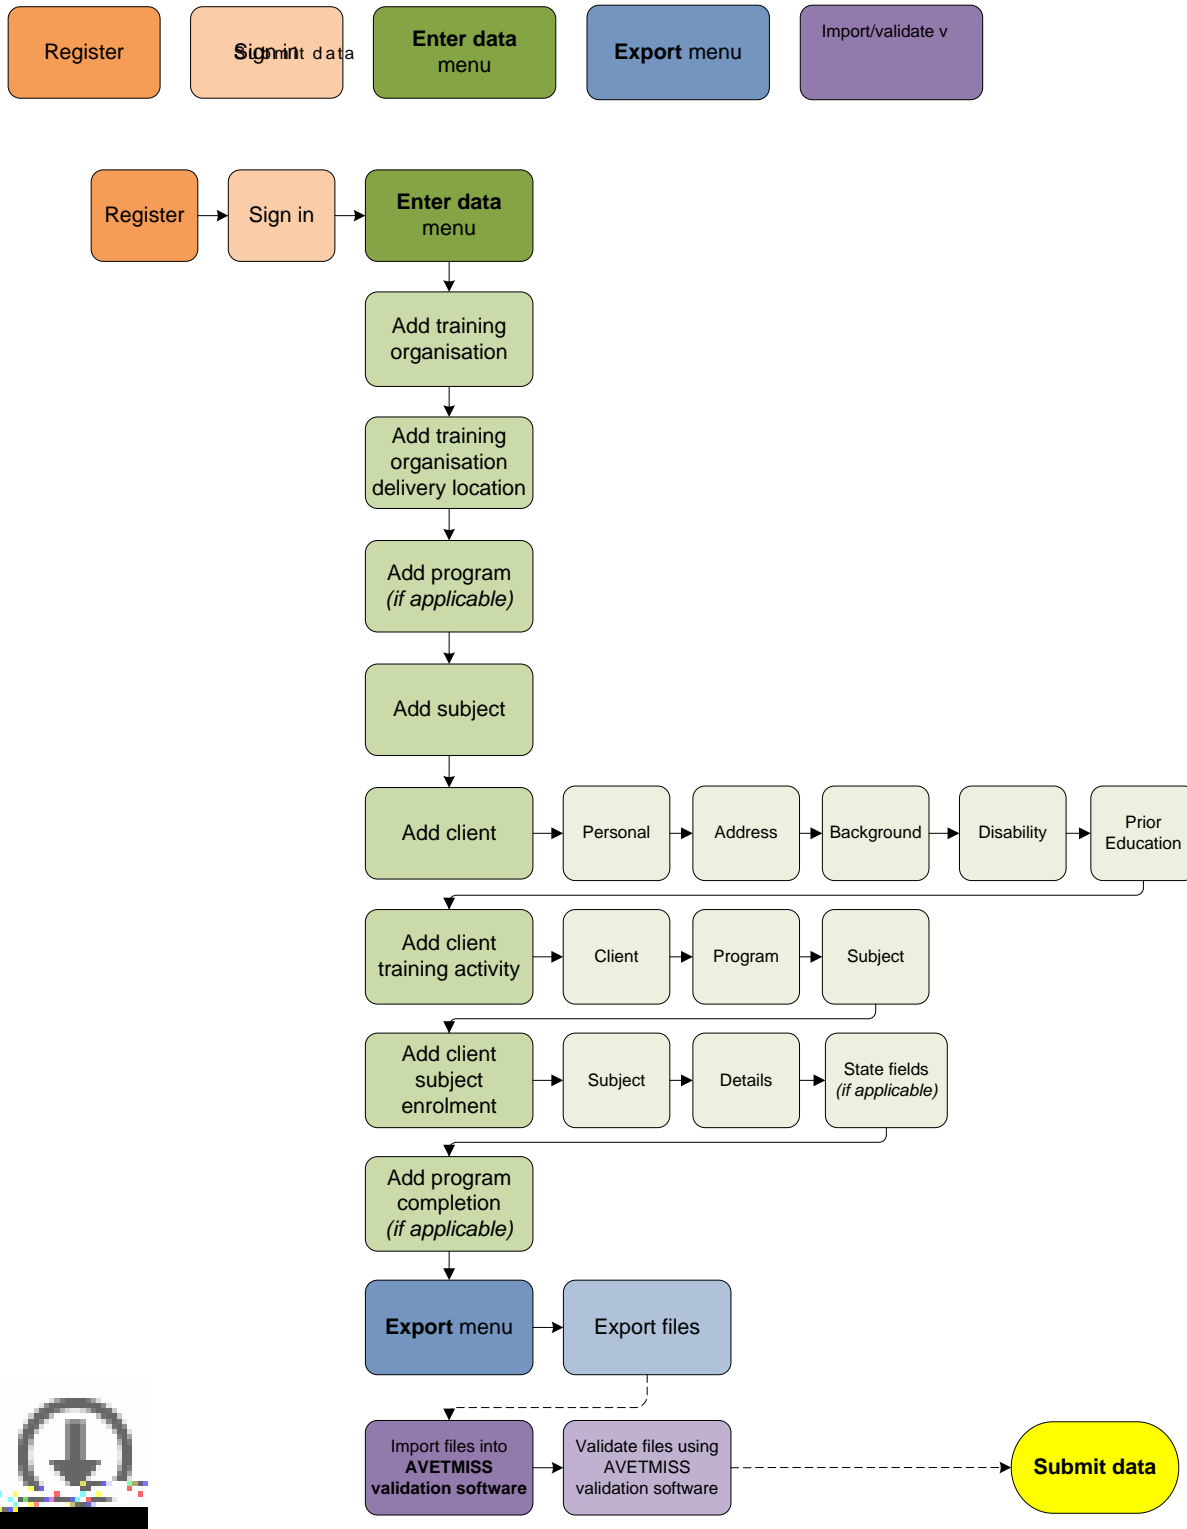 Register
Sign in
Submit data
Enter data
menu
Export menu
Import/validate v
Register
Sign in
Enter data
menu
Add training
organisation
Add training
organisation
delivery location
Add program
(if applicable)
Add subject
Add client
Personal
Address
Background
Disability
Prior
Education
Add client
training activity
Client
Program
Subject
Add client
subject
enrolment
Subject
Details
State fields
(if applicable)
Add program
completion
(if applicable)
Export menu
Export files
Import files into
AVETMISS
validation software
Validate files using
AVETMISS
validation software
Submit data